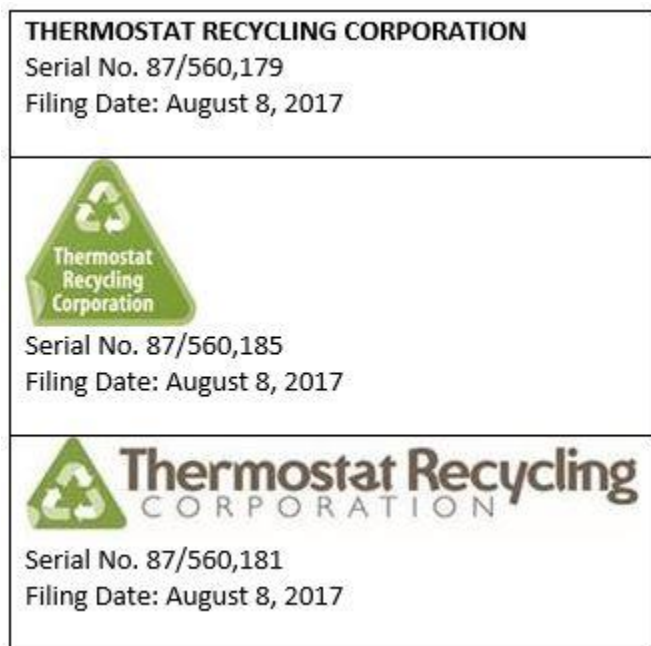 THERMOSTAT RECYCLING CORPORATION
Serial No. 87/560,179
Filing Date: August 8, 2017
Thermostat
Recycling
Corporation
Serial No. 87/560,185
Filing Date: August 8, 2017
Thermostat Recycling
CORPORATION
Serial No. 87/560,181
Filing Date: August 8, 2017